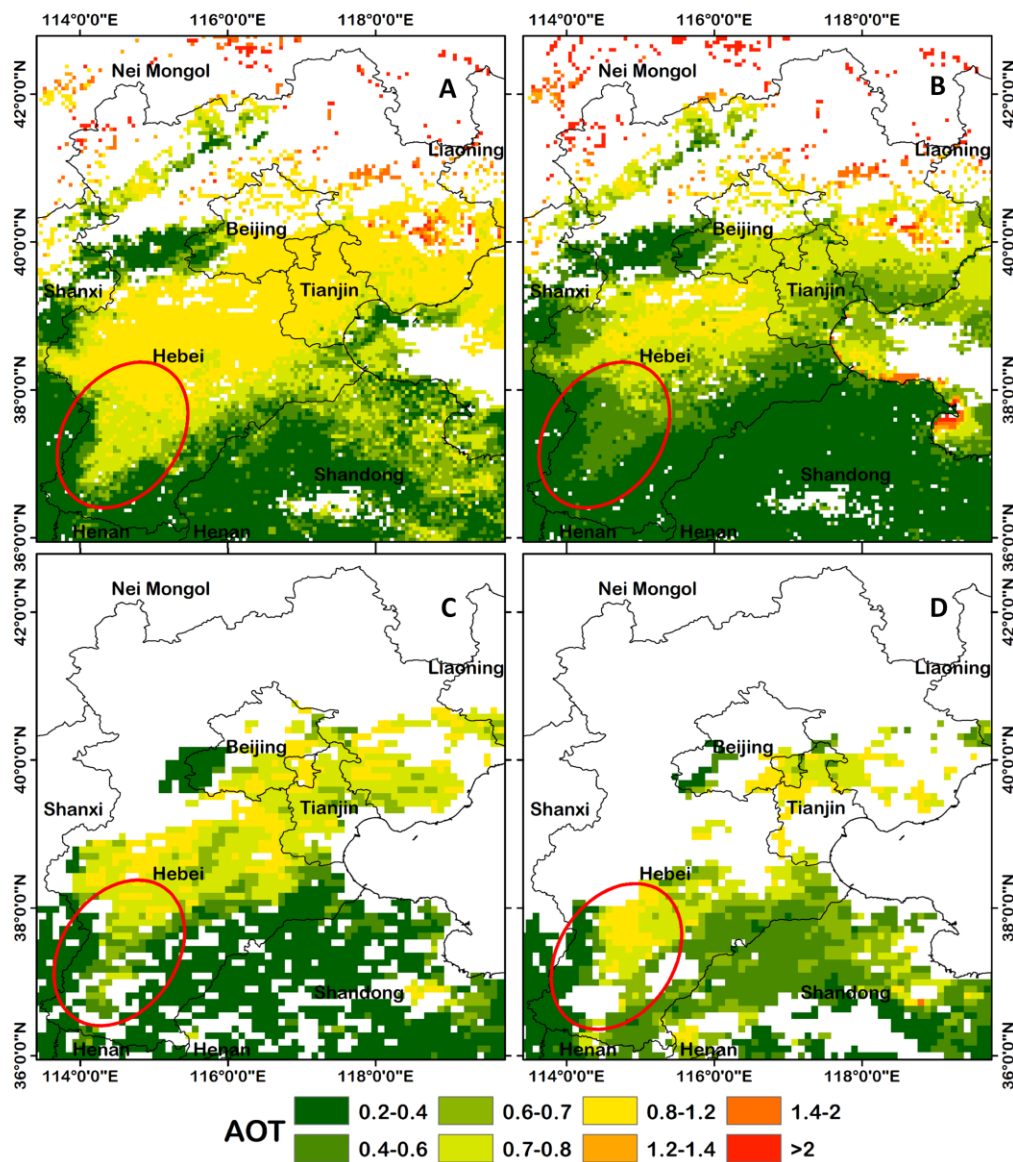 114°0'0"E 116°0'0"E 118°0'0"E 114°0'0"E 116°0'0"E 118°0'0"E
A
Nei Mongol
42°0'0"N
Liaoning
Beijing
40°0'0"N
Shanxi
Tianjin
Hebei
38°0'0"N
Shandong
Henan
Henan
36°0'0"N
B
Nei Mongol
42°0'0"N
Liaoning
Beijing
40°0'0"N
Shanxi
Tianjin
Hebei
38°0'0"N
Shandong
Henan
Henan
36°0'0"N
C
Nei Mongol
42°0'0"N
Liaoning
Beijing
40°0'0"N
Shanxi
Tianjin
Hebei
38°0'0"N
Shandong
Henan
Henan
36°0'0"N
D
Nei Mongol
42°0'0"N
Liaoning
Beijing
40°0'0"N
Shanxi
Tianjin
Hebei
38°0'0"N
Shandong
Henan
Henan
36°0'0"N
114°0'0"E 116°0'0"E 118°0'0"E 114°0'0"E 116°0'0"E 118°0'0"E
AOT
0.2-0.4 0.6-0.7 0.8-1.2 1.4-2
0.4-0.6 0.7-0.8 1.2-1.4 >2